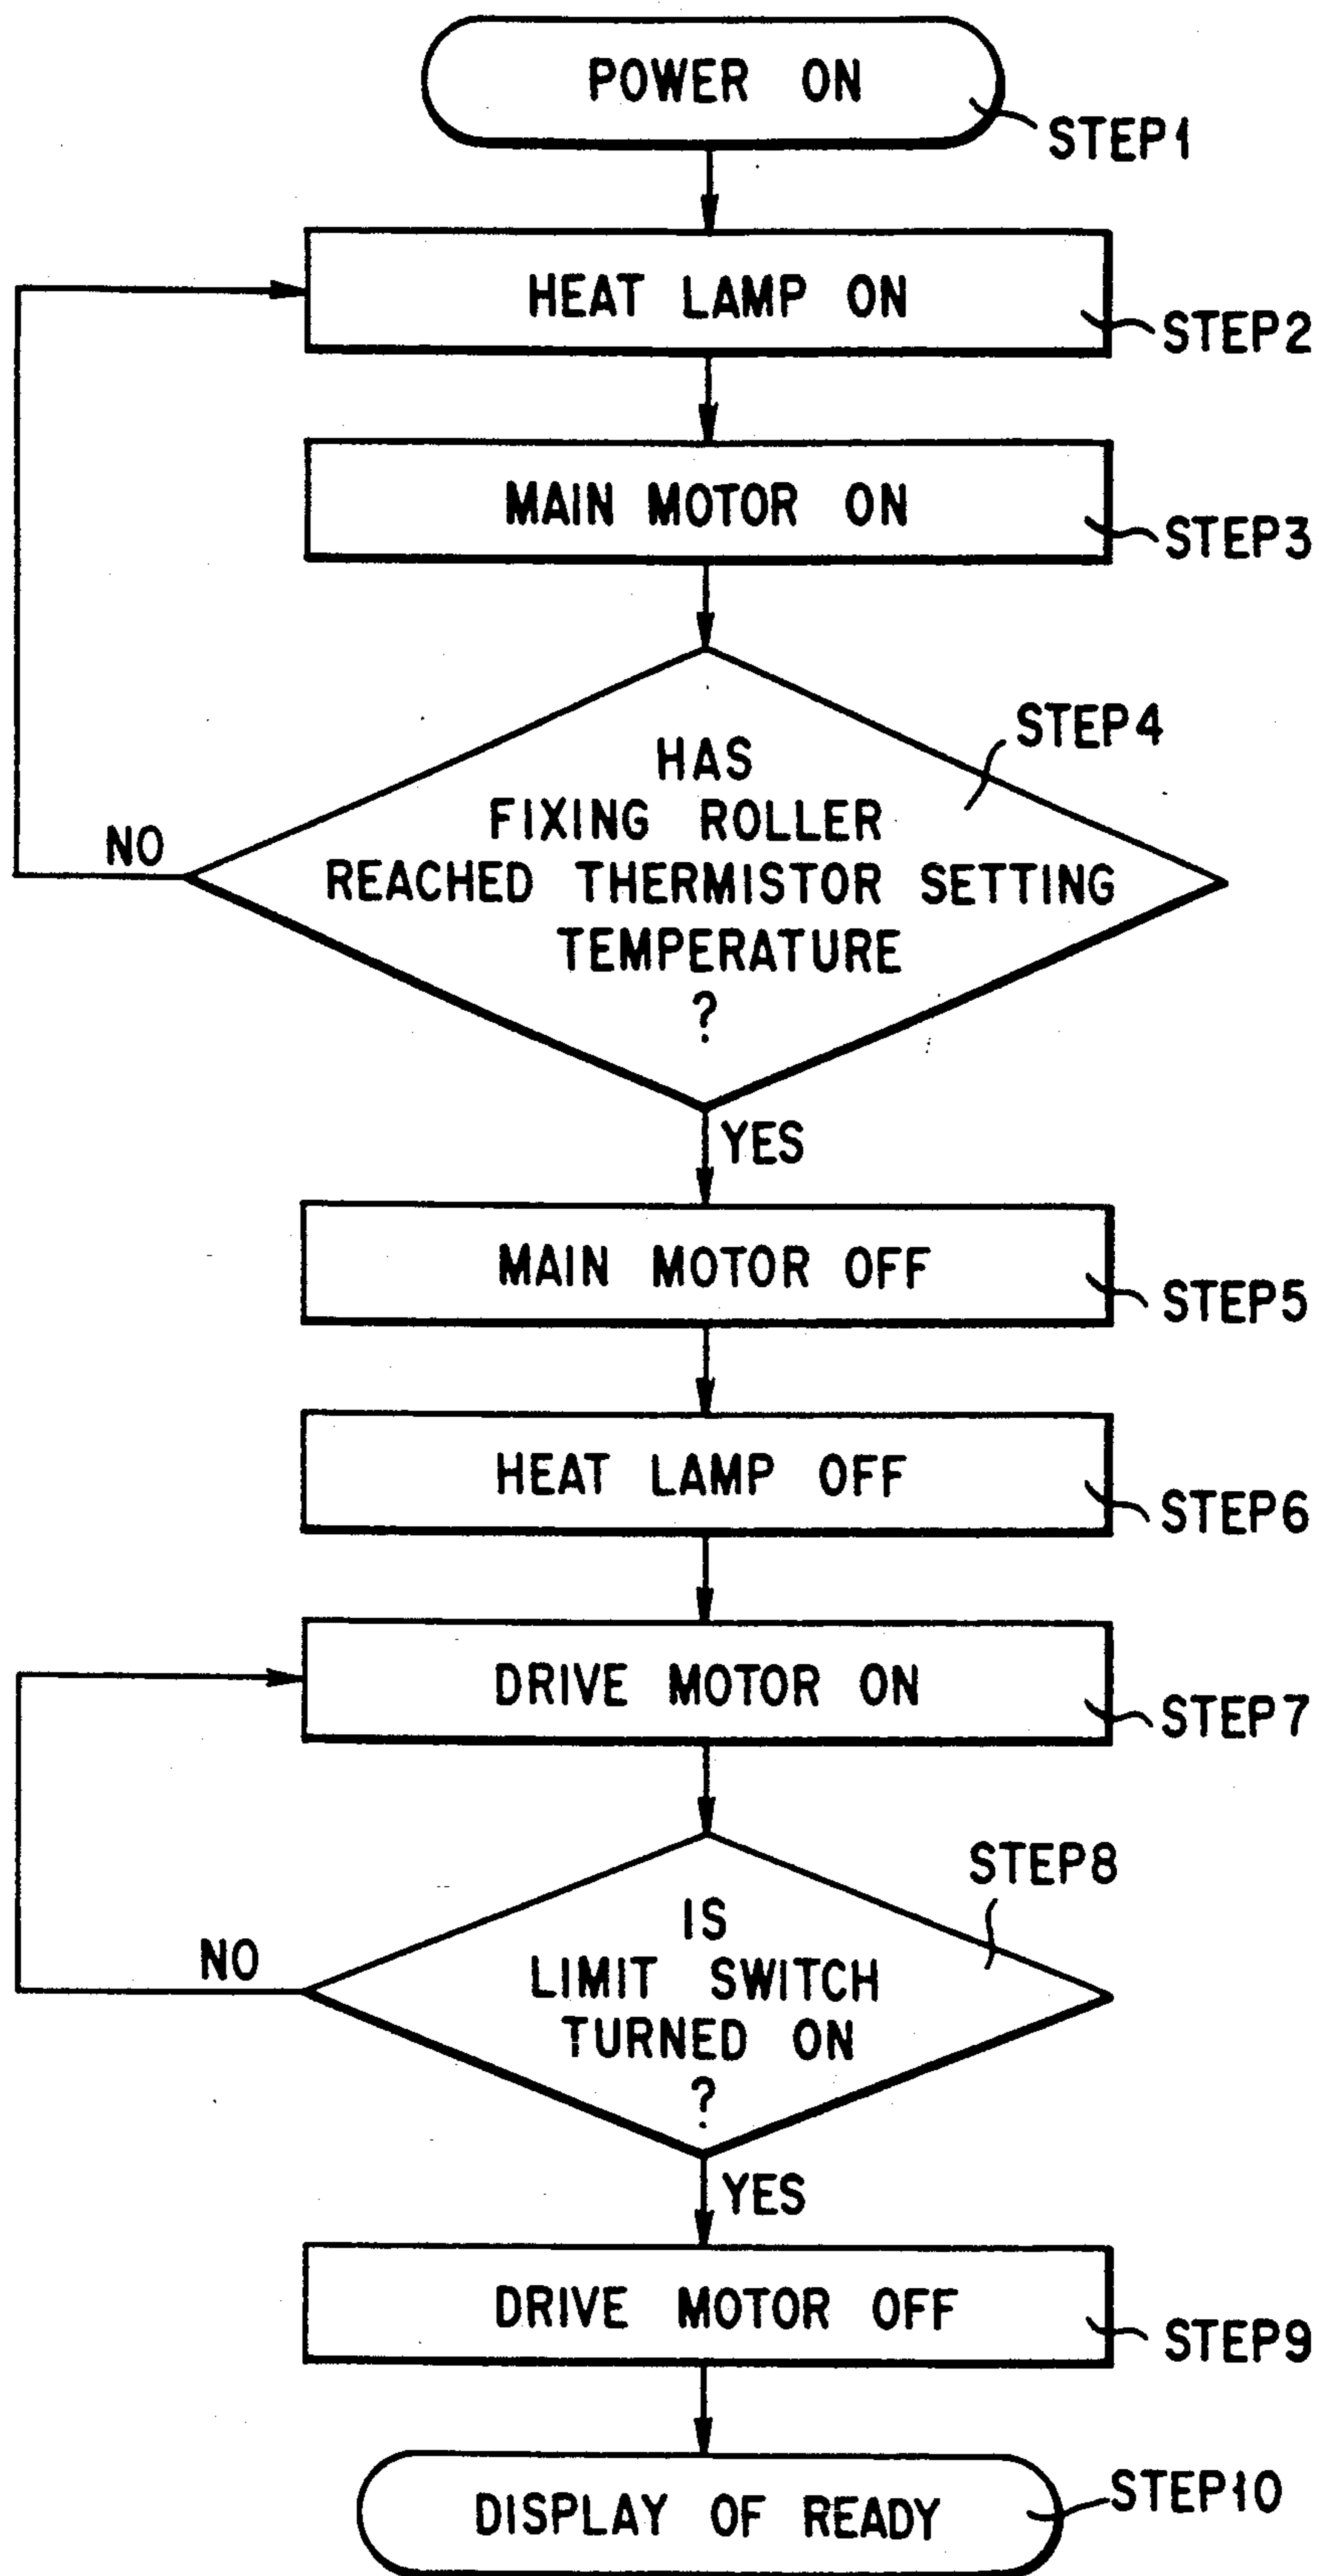 POWER ON
STEP1
HEAT LAMP ON
STEP2
MAIN MOTOR ON
STEP3
STEP4
HAS
FIXING ROLLER
REACHED THERMISTOR SETTING
TEMPERATURE
?
NO
YES
MAIN MOTOR OFF
STEP5
HEAT LAMP OFF
STEP6
DRIVE MOTOR ON
STEP7
STEP8
IS
LIMIT SWITCH
TURNED ON
?
NO
YES
DRIVE MOTOR OFF
STEP9
DISPLAY OF READY
STEP10